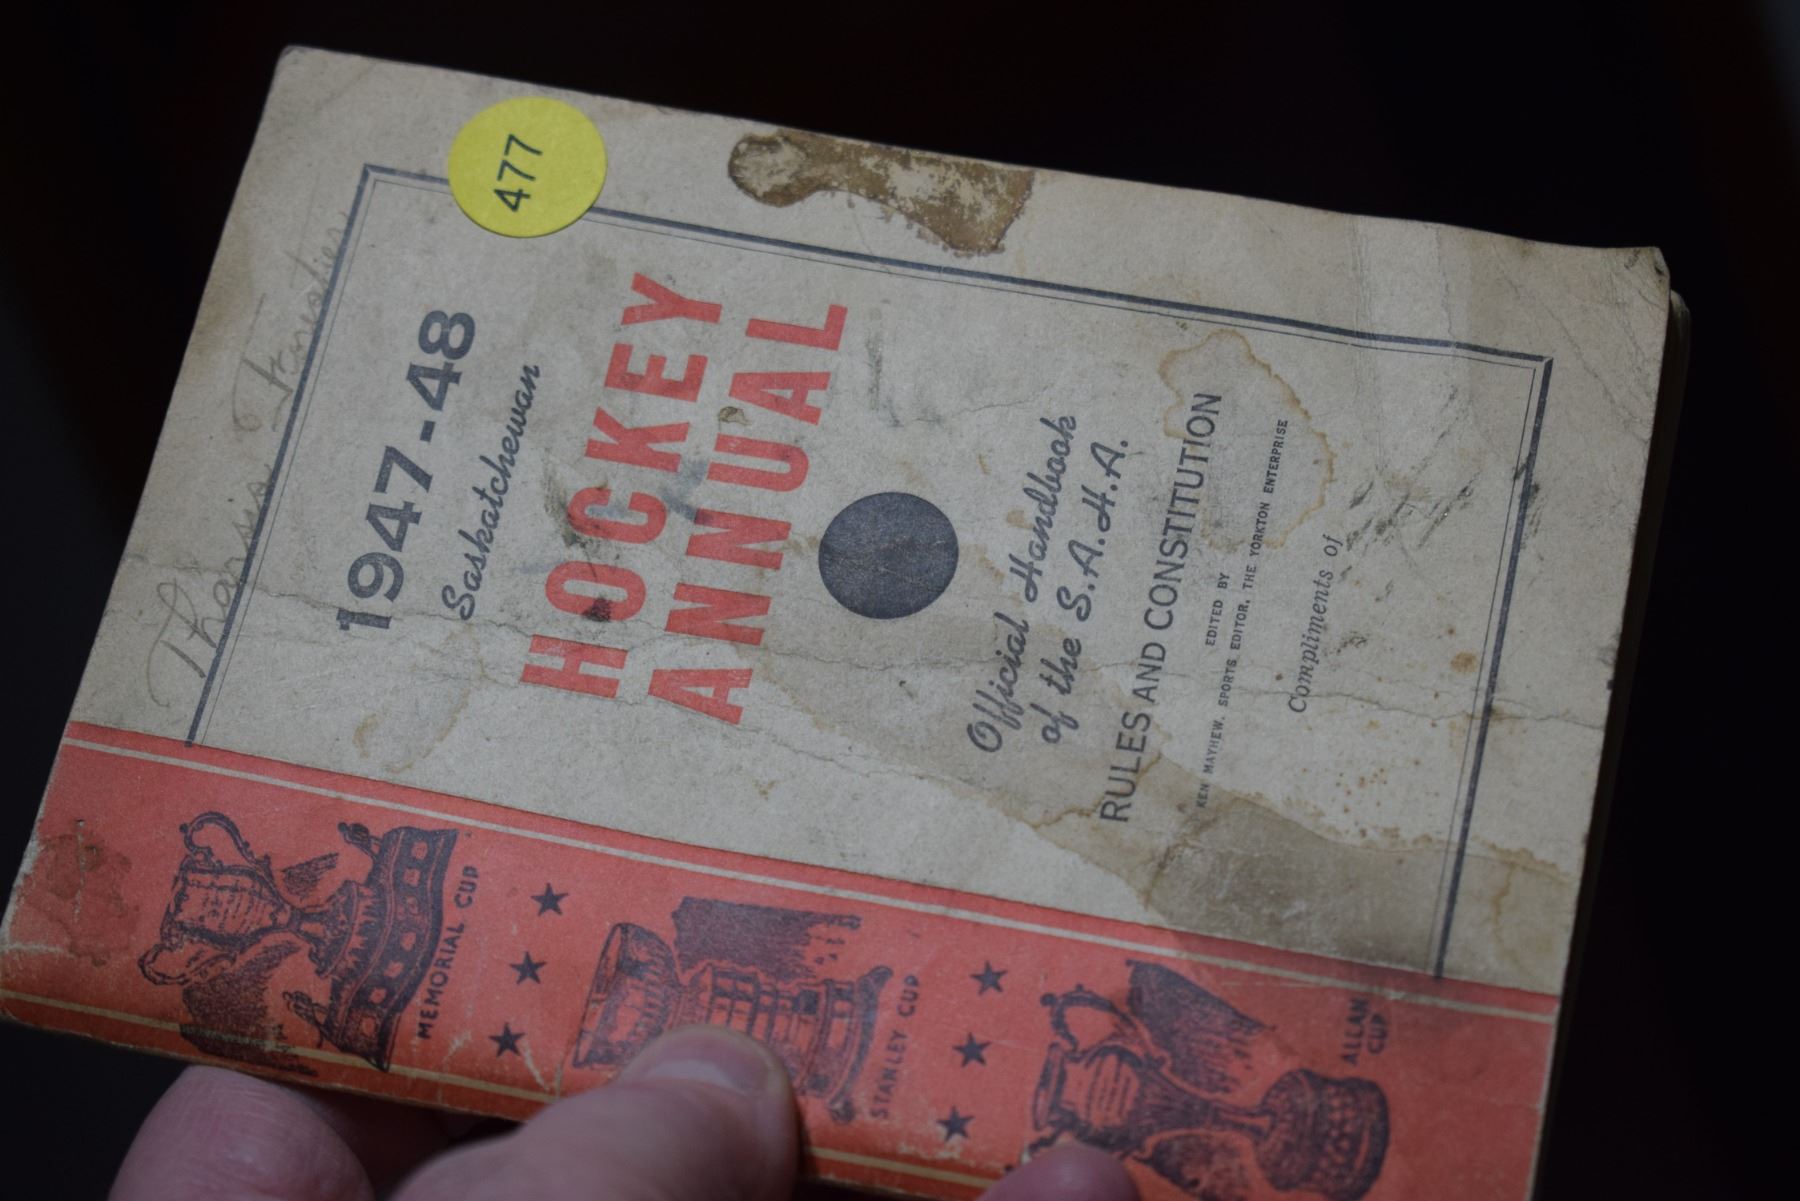 477
1947-48
Saskatchewan
HOCKEY
ANNUAL
Official Handbook
of the S.A.H.A.
RULES AND CONSTITUTION
EDITED BY
KEN MAYHEW, SPORTS EDITOR, THE YORKTON ENTERPRISE
Compliments of
MEMORIAL CUP
STANLEY CUP
ALLAN
CUP